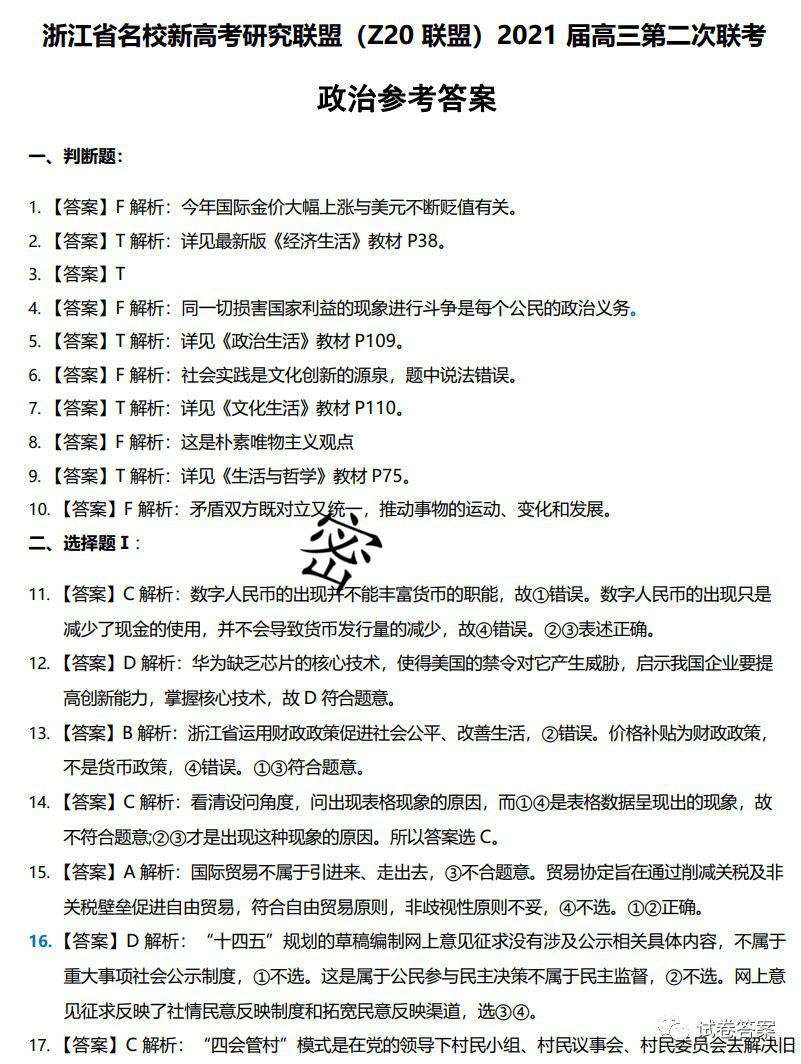 浙江省名校新高考研究联盟（Z20 联盟）2021 届高三第二次联考
政治参考答案
一、判断题：
1. 【答案】F 解析：今年国际金价大幅上涨与美元不断贬值有关。
2. 【答案】T 解析：详见最新版《经济生活》教材 P38。
3. 【答案】T
4. 【答案】F 解析：同一切损害国家利益的现象进行斗争是每个公民的政治义务。
5. 【答案】T 解析：详见《政治生活》教材 P109。
6. 【答案】F 解析：社会实践是文化创新的源泉，题中说法错误。
7. 【答案】T 解析：详见《文化生活》教材 P110。
8. 【答案】F 解析：这是朴素唯物主义观点
9. 【答案】T 解析：详见《生活与哲学》教材 P75。
10. 【答案】F 解析：矛盾双方既对立又统一，推动事物的运动、变化和发展。
二、选择题 I：
密
11. 【答案】C 解析：数字人民币的出现并不能丰富货币的职能，故①错误。数字人民币的出现只是
减少了现金的使用，并不会导致货币发行量的减少，故④错误。②③表述正确。
12. 【答案】D 解析：华为缺乏芯片的核心技术，使得美国的禁令对它产生威胁，启示我国企业要提
高创新能力，掌握核心技术，故 D 符合题意。
13. 【答案】B 解析：浙江省运用财政政策促进社会公平、改善生活，②错误。价格补贴为财政政策，
不是货币政策，④错误。①③符合题意。
14. 【答案】C 解析：看清设问角度，问出现表格现象的原因，而①④是表格数据呈现出的现象，故
不符合题意;②③才是出现这种现象的原因。所以答案选 C。
15. 【答案】A 解析：国际贸易不属于引进来、走出去，③不合题意。贸易协定旨在通过削减关税及非
关税壁垒促进自由贸易，符合自由贸易原则，非歧视性原则不妥，④不选。①②正确。
16. 【答案】D 解析：“十四五”规划的草稿编制网上意见征求没有涉及公示相关具体内容，不属于
重大事项社会公示制度，①不选。这是属于公民参与民主决策不属于民主监督，②不选。网上意
见征求反映了社情民意反映制度和拓宽民意反映渠道，选③④。
试卷答案
17. 【答案】C 解析：“四会管村”模式是在党的领导下村民小组、村民议事会、村民委员会去解决旧